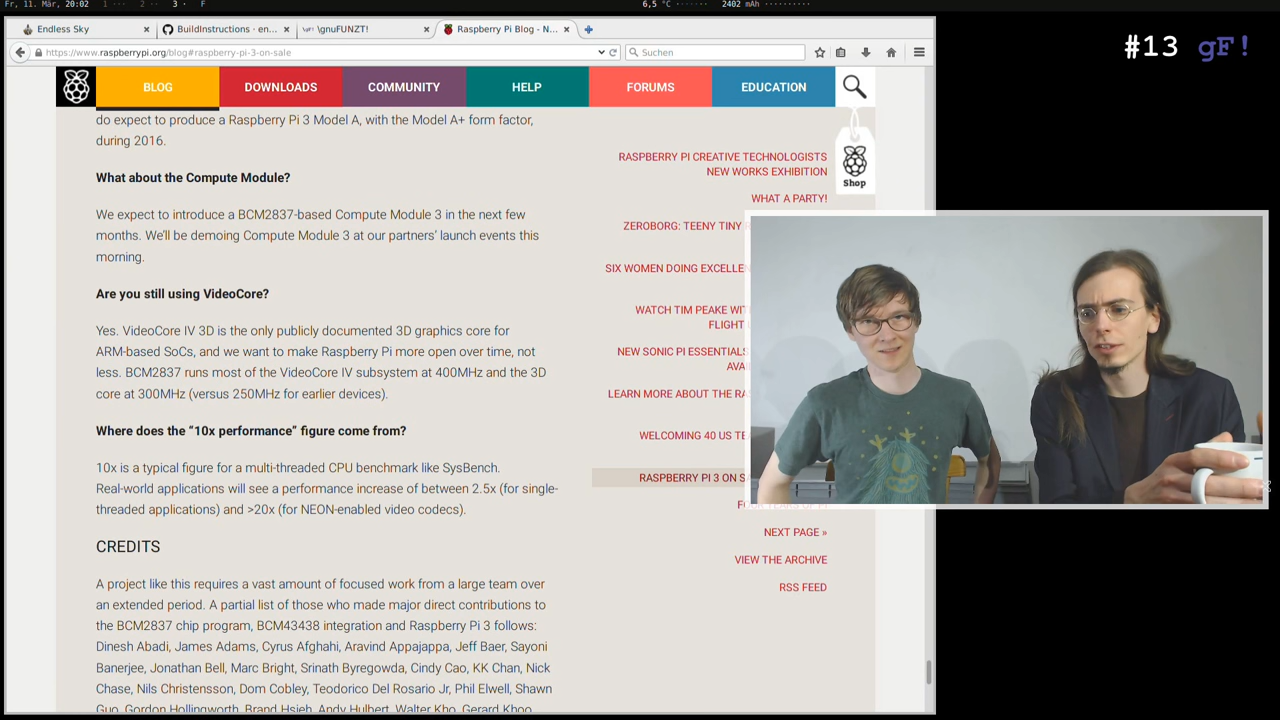 Fr, 11. Mär, 20:02 1 2 3 F 6,5 °C 2402 mAh
Endless Sky
BuildInstructions · en...
\gnuFUNZT!
Raspberry Pi Blog - N...
https://www.raspberrypi.org/blog#raspberry-pi-3-on-sale
Suchen
#13 gF!
BLOG
DOWNLOADS
COMMUNITY
HELP
FORUMS
EDUCATION
Shop
do expect to produce a Raspberry Pi 3 Model A, with the Model A+ form factor,
during 2016.
What about the Compute Module?
We expect to introduce a BCM2837-based Compute Module 3 in the next few
months. We'll be demoing Compute Module 3 at our partners' launch events this
morning.
Are you still using VideoCore?
Yes. VideoCore IV 3D is the only publicly documented 3D graphics core for
ARM-based SoCs, and we want to make Raspberry Pi more open over time, not
less. BCM2837 runs most of the VideoCore IV subsystem at 400MHz and the 3D
core at 300MHz (versus 250MHz for earlier devices).
Where does the “10x performance” figure come from?
10x is a typical figure for a multi-threaded CPU benchmark like SysBench.
Real-world applications will see a performance increase of between 2.5x (for single-
threaded applications) and >20x (for NEON-enabled video codecs).
CREDITS
A project like this requires a vast amount of focused work from a large team over
an extended period. A partial list of those who made major direct contributions to
the BCM2837 chip program, BCM43438 integration and Raspberry Pi 3 follows:
Dinesh Abadi, James Adams, Cyrus Afghahi, Aravind Appajappa, Jeff Baer, Sayoni
Banerjee, Jonathan Bell, Marc Bright, Srinath Byregowda, Cindy Cao, KK Chan, Nick
Chase, Nils Christensson, Dom Cobley, Teodorico Del Rosario Jr, Phil Elwell, Shawn
Guo, Gordon Hollingworth, Brand Hsieh, Andy Hulbert, Walter Kho, Gerard Khoo
RASPBERRY PI CREATIVE TECHNOLOGISTS
NEW WORKS EXHIBITION
WHAT A PARTY!
ZEROBORG: TEENY TINY
SIX WOMEN DOING EXCELLEN
WATCH TIM PEAKE WIT
FLIGHT
NEW SONIC PI ESSENTIALS
AVA
LEARN MORE ABOUT THE RA
WELCOMING 40 US TE
RASPBERRY PI 3 ON S
FOUR YEARS OF PI
NEXT PAGE »
VIEW THE ARCHIVE
RSS FEED